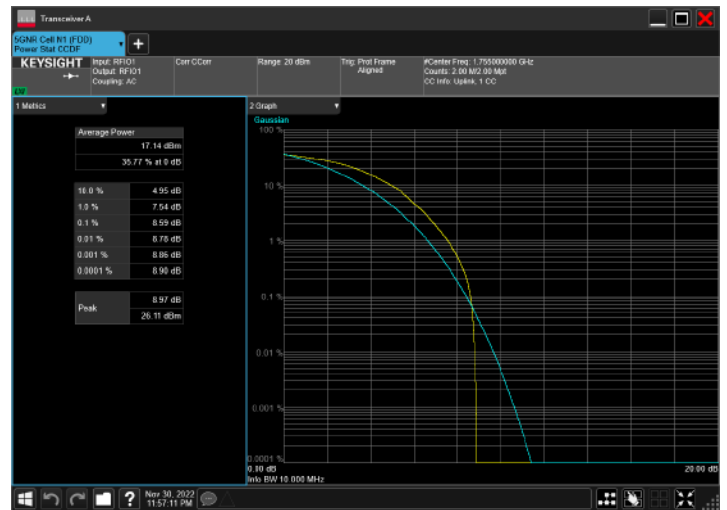 Transceiver A
5GNR Cell N1 (FDD)
Power Stat CCDF
KEYSIGHT
Input: RFIO1
Output: RFIO1
Coupling: AC
Corr CCorr
Range: 20 dBm
Trig: Prot Frame
Aligned
#Center Freq: 1.755000000 GHz
Counts: 2.00 M/2.00 Mpt
CC Info: Uplink, 1 CC
1 Metrics
Average Power
17.14 dBm
35.77 % at 0 dB
10.0 % 4.95 dB
1.0 % 7.54 dB
0.1 % 8.59 dB
0.01 % 8.78 dB
0.001 % 8.86 dB
0.0001 % 8.90 dB
Peak
8.97 dB
26.11 dBm
2 Graph
Gaussian
100 %
10 %
1 %
0.1 %
0.01 %
0.001 %
0.0001 %
0.00 dB
20.00 dB
Info BW 10.000 MHz
?
Nov 30, 2022
11:57:11 PM